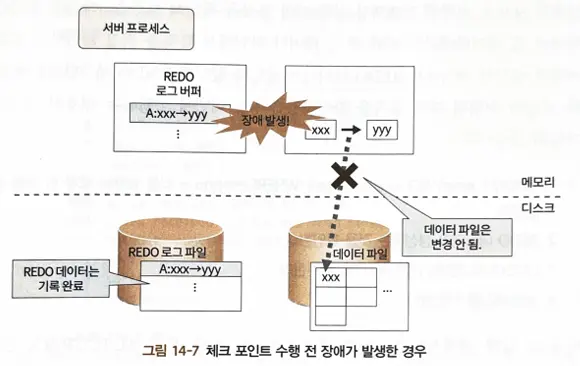 서버 프로세스
REDO
로그 버퍼
A:xxx→yyy
⋮
장애 발생!
xxx → yyy
메모리
디스크
데이터 파일은
변경 안 됨.
REDO 로그 파일
A:xxx→yyy
⋮
REDO 데이터는
기록 완료
데이터 파일
xxx
...
그림 14-7 체크 포인트 수행 전 장애가 발생한 경우